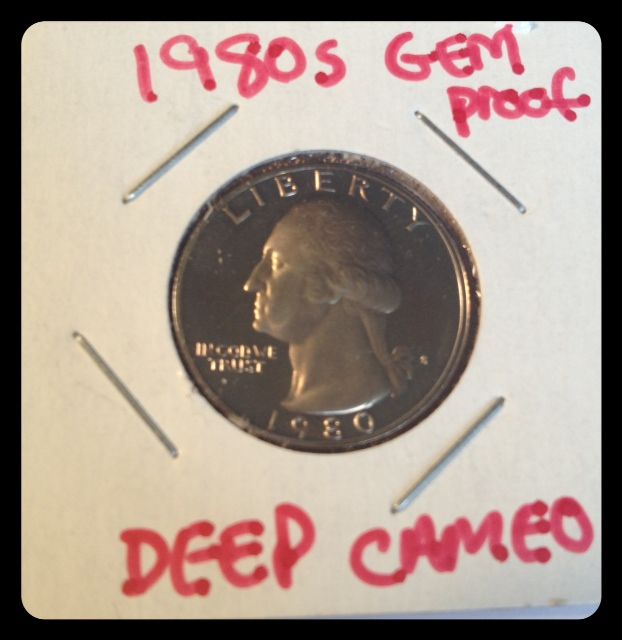 1980s GEM
proof
LIBERTY
IN GOD WE
TRUST
S
1980
DEEP CAMEO